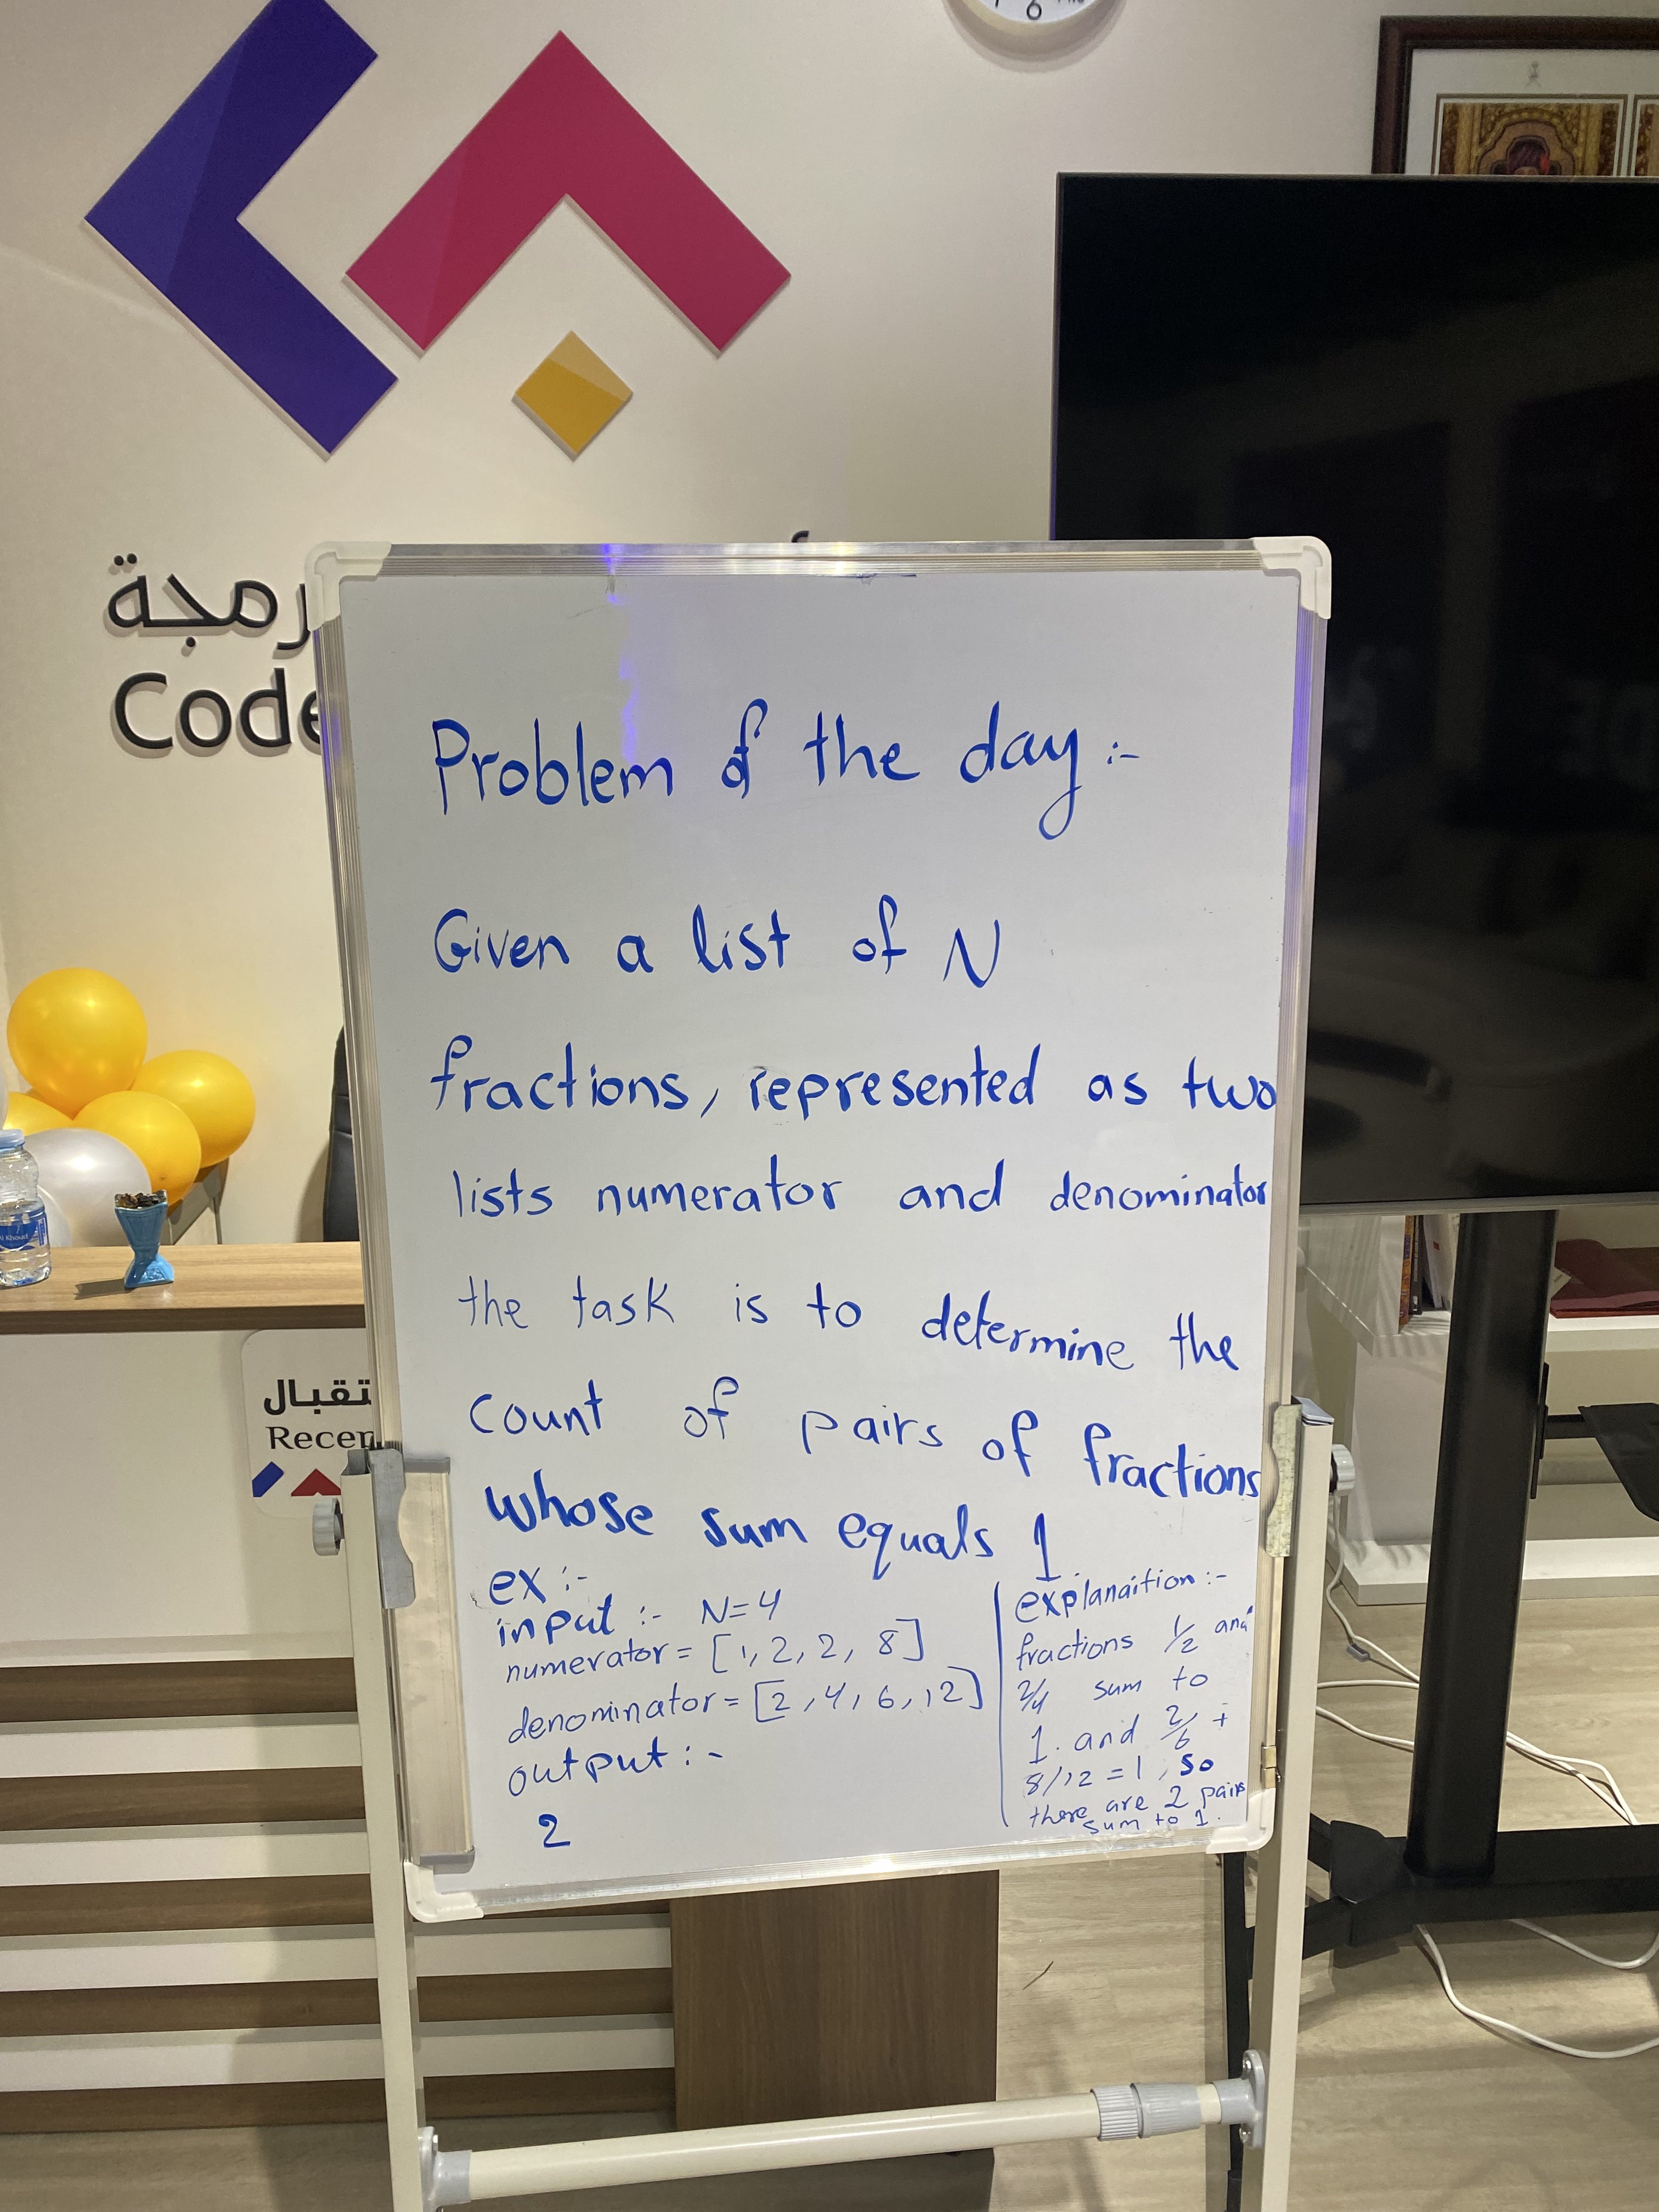 6
رمجة
Code
Problem of the day :-
Given a list of N
fractions, represented as two
lists numerator and denominator
the task is to determine the
count of pairs of fractions
whose sum equals 1
ex :-
input :- N=4
numerator = [1, 2, 2, 8]
denominator = [2, 4, 6, 12]
output :-
2
explanaition :-
fractions 1/2 and
2/4 sum to
1. and 2/6 +
8/12 = 1, so
there are 2 pairs
sum to 1.
تقبال
Recep
Al Khoud